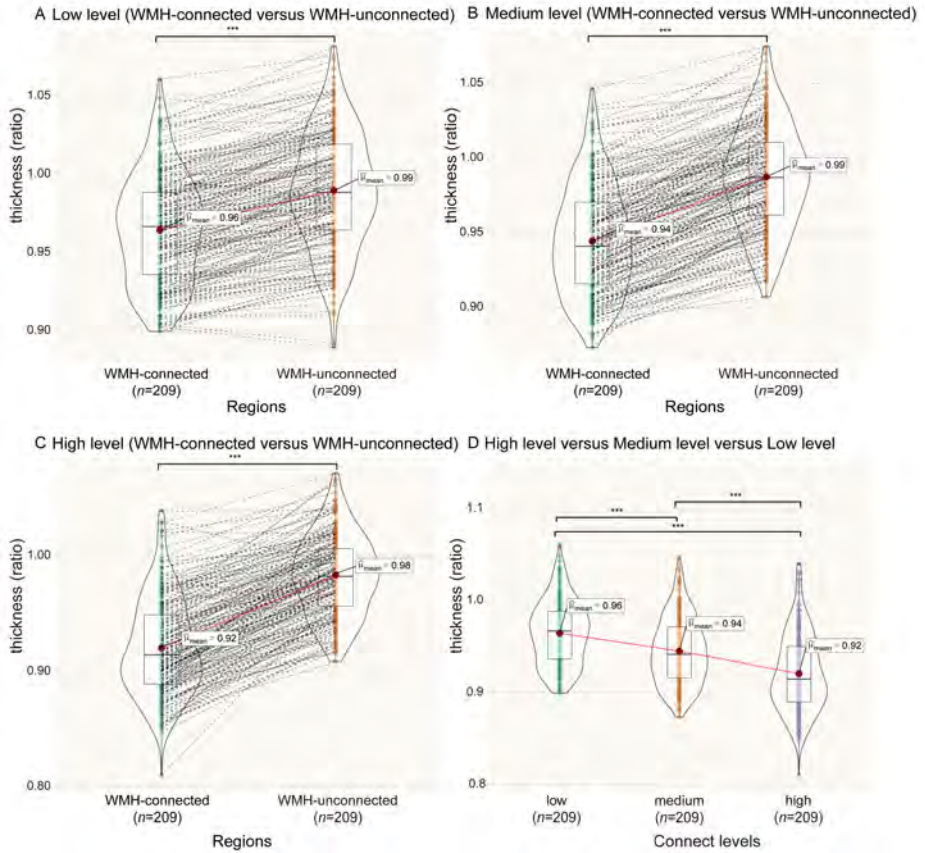 A Low level (WMH-connected versus WMH-unconnected)
***
thickness (ratio)
1.05
1.00
0.95
0.90
μ̂mean = 0.96
μ̂mean = 0.99
WMH-connected
(n=209)
WMH-unconnected
(n=209)
Regions
B Medium level (WMH-connected versus WMH-unconnected)
***
thickness (ratio)
1.05
1.00
0.95
0.90
μ̂mean = 0.94
μ̂mean = 0.99
WMH-connected
(n=209)
WMH-unconnected
(n=209)
Regions
C High level (WMH-connected versus WMH-unconnected)
***
thickness (ratio)
1.00
0.90
0.80
μ̂mean = 0.92
μ̂mean = 0.98
WMH-connected
(n=209)
WMH-unconnected
(n=209)
Regions
D High level versus Medium level versus Low level
***
***
***
thickness (ratio)
1.1
1.0
0.9
0.8
μ̂mean = 0.96
μ̂mean = 0.94
μ̂mean = 0.92
low
(n=209)
medium
(n=209)
high
(n=209)
Connect levels